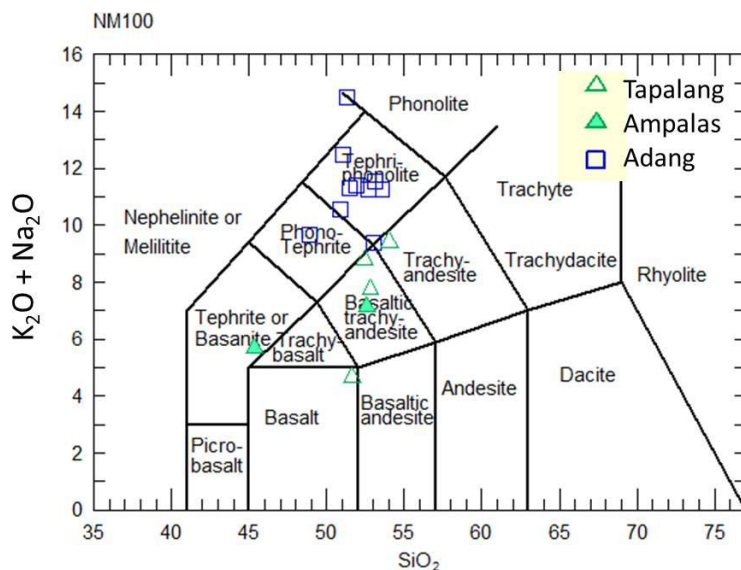 NM100
16
14
12
10
8
6
4
2
0
K₂O + Na₂O
Tapalang
Ampalas
Adang
Phonolite
Tephri-
phonolite
Trachyte
Nephelinite or
Melilitite
Phono-
Tephrite
Trachy-
andesite
Trachydacite
Rhyolite
Tephrite or
Basanite
Basaltic
trachy-
andesite
Trachy-
basalt
Dacite
Andesite
Basalt
Basaltic
andesite
Picro-
basalt
35
41
45
50
55
60
65
70
75
SiO₂